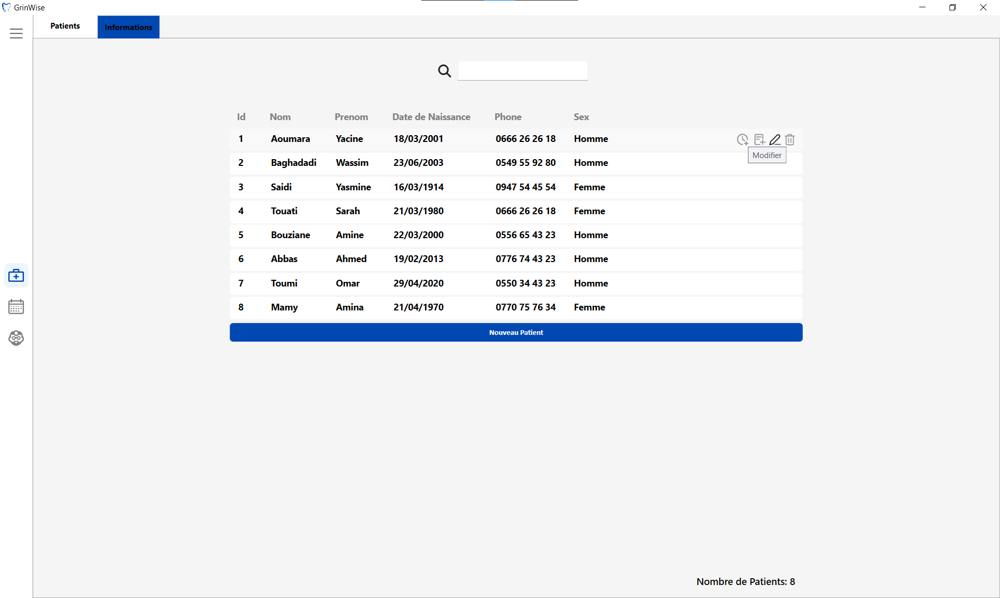 GrinWise
Patients Informations
Id Nom Prenom Date de Naissance Phone Sex
1 Aoumara Yacine 18/03/2001 0666 26 26 18 Homme
Modifier
2 Baghadadi Wassim 23/06/2003 0549 55 92 80 Homme
3 Saidi Yasmine 16/03/1914 0947 54 45 54 Femme
4 Touati Sarah 21/03/1980 0666 26 26 18 Femme
5 Bouziane Amine 22/03/2000 0556 65 43 23 Homme
6 Abbas Ahmed 19/02/2013 0776 74 43 23 Homme
7 Toumi Omar 29/04/2020 0550 34 43 23 Homme
8 Mamy Amina 21/04/1970 0770 75 76 34 Femme
Nouveau Patient
Nombre de Patients: 8